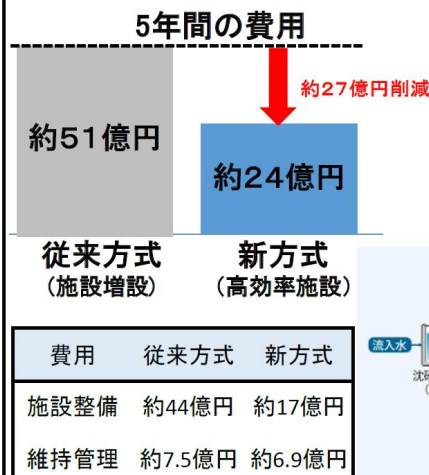 5年間の費用
約27億円削減
約51億円
約24億円
従来方式
(施設増設)
新方式
(高効率施設)
費用 従来方式 新方式
施設整備 約44億円 約17億円
維持管理 約7.5億円 約6.9億円
流入水